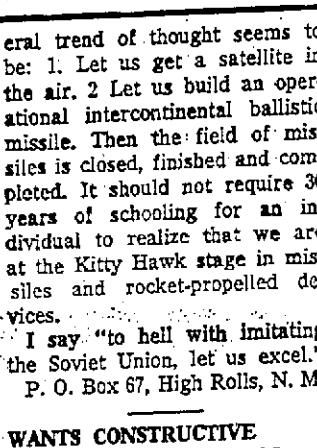 eral trend of thought seems to
be: 1. Let us get a satellite in
the air. 2 Let us build an oper-
ational intercontinental ballistic
missile. Then the field of mis-
siles is closed, finished and com-
pleted. It should not require 30
years of schooling for an in-
dividual to realize that we are
at the Kitty Hawk stage in mis-
siles and rocket-propelled de-
vices.
I say "to hell with imitating
the Soviet Union, let us excel."
P. O. Box 67, High Rolls, N. M
WANTS CONSTRUCTIVE